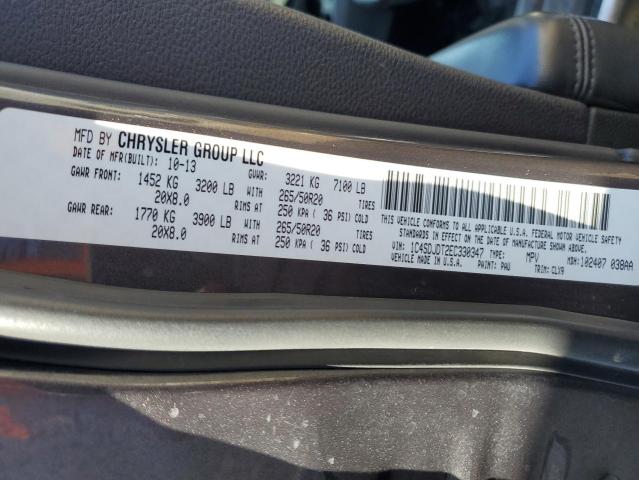 MFD BY CHRYSLER GROUP LLC
DATE OF MFR(BUILT): 10-13 GVWR: 3221 KG 7100 LB
GAWR FRONT: 1452 KG 3200 LB WITH 265/50R20 TIRES
20X8.0 RIMS AT 250 KPA ( 36 PSI) COLD
GAWR REAR: 1770 KG 3900 LB WITH 265/50R20 TIRES
20X8.0 RIMS AT 250 KPA ( 36 PSI) COLD
THIS VEHICLE CONFORMS TO ALL APPLICABLE U.S.A. FEDERAL MOTOR VEHICLE SAFETY STANDARDS
IN EFFECT ON THE DATE OF MANUFACTURE SHOWN ABOVE.
VIN: 1C4SDJDT2EC330347 TYPE: MPV MDH: 102407 038AA
VEHICLE MADE IN U.S.A. PAINT: PAU TRIM: CLX9